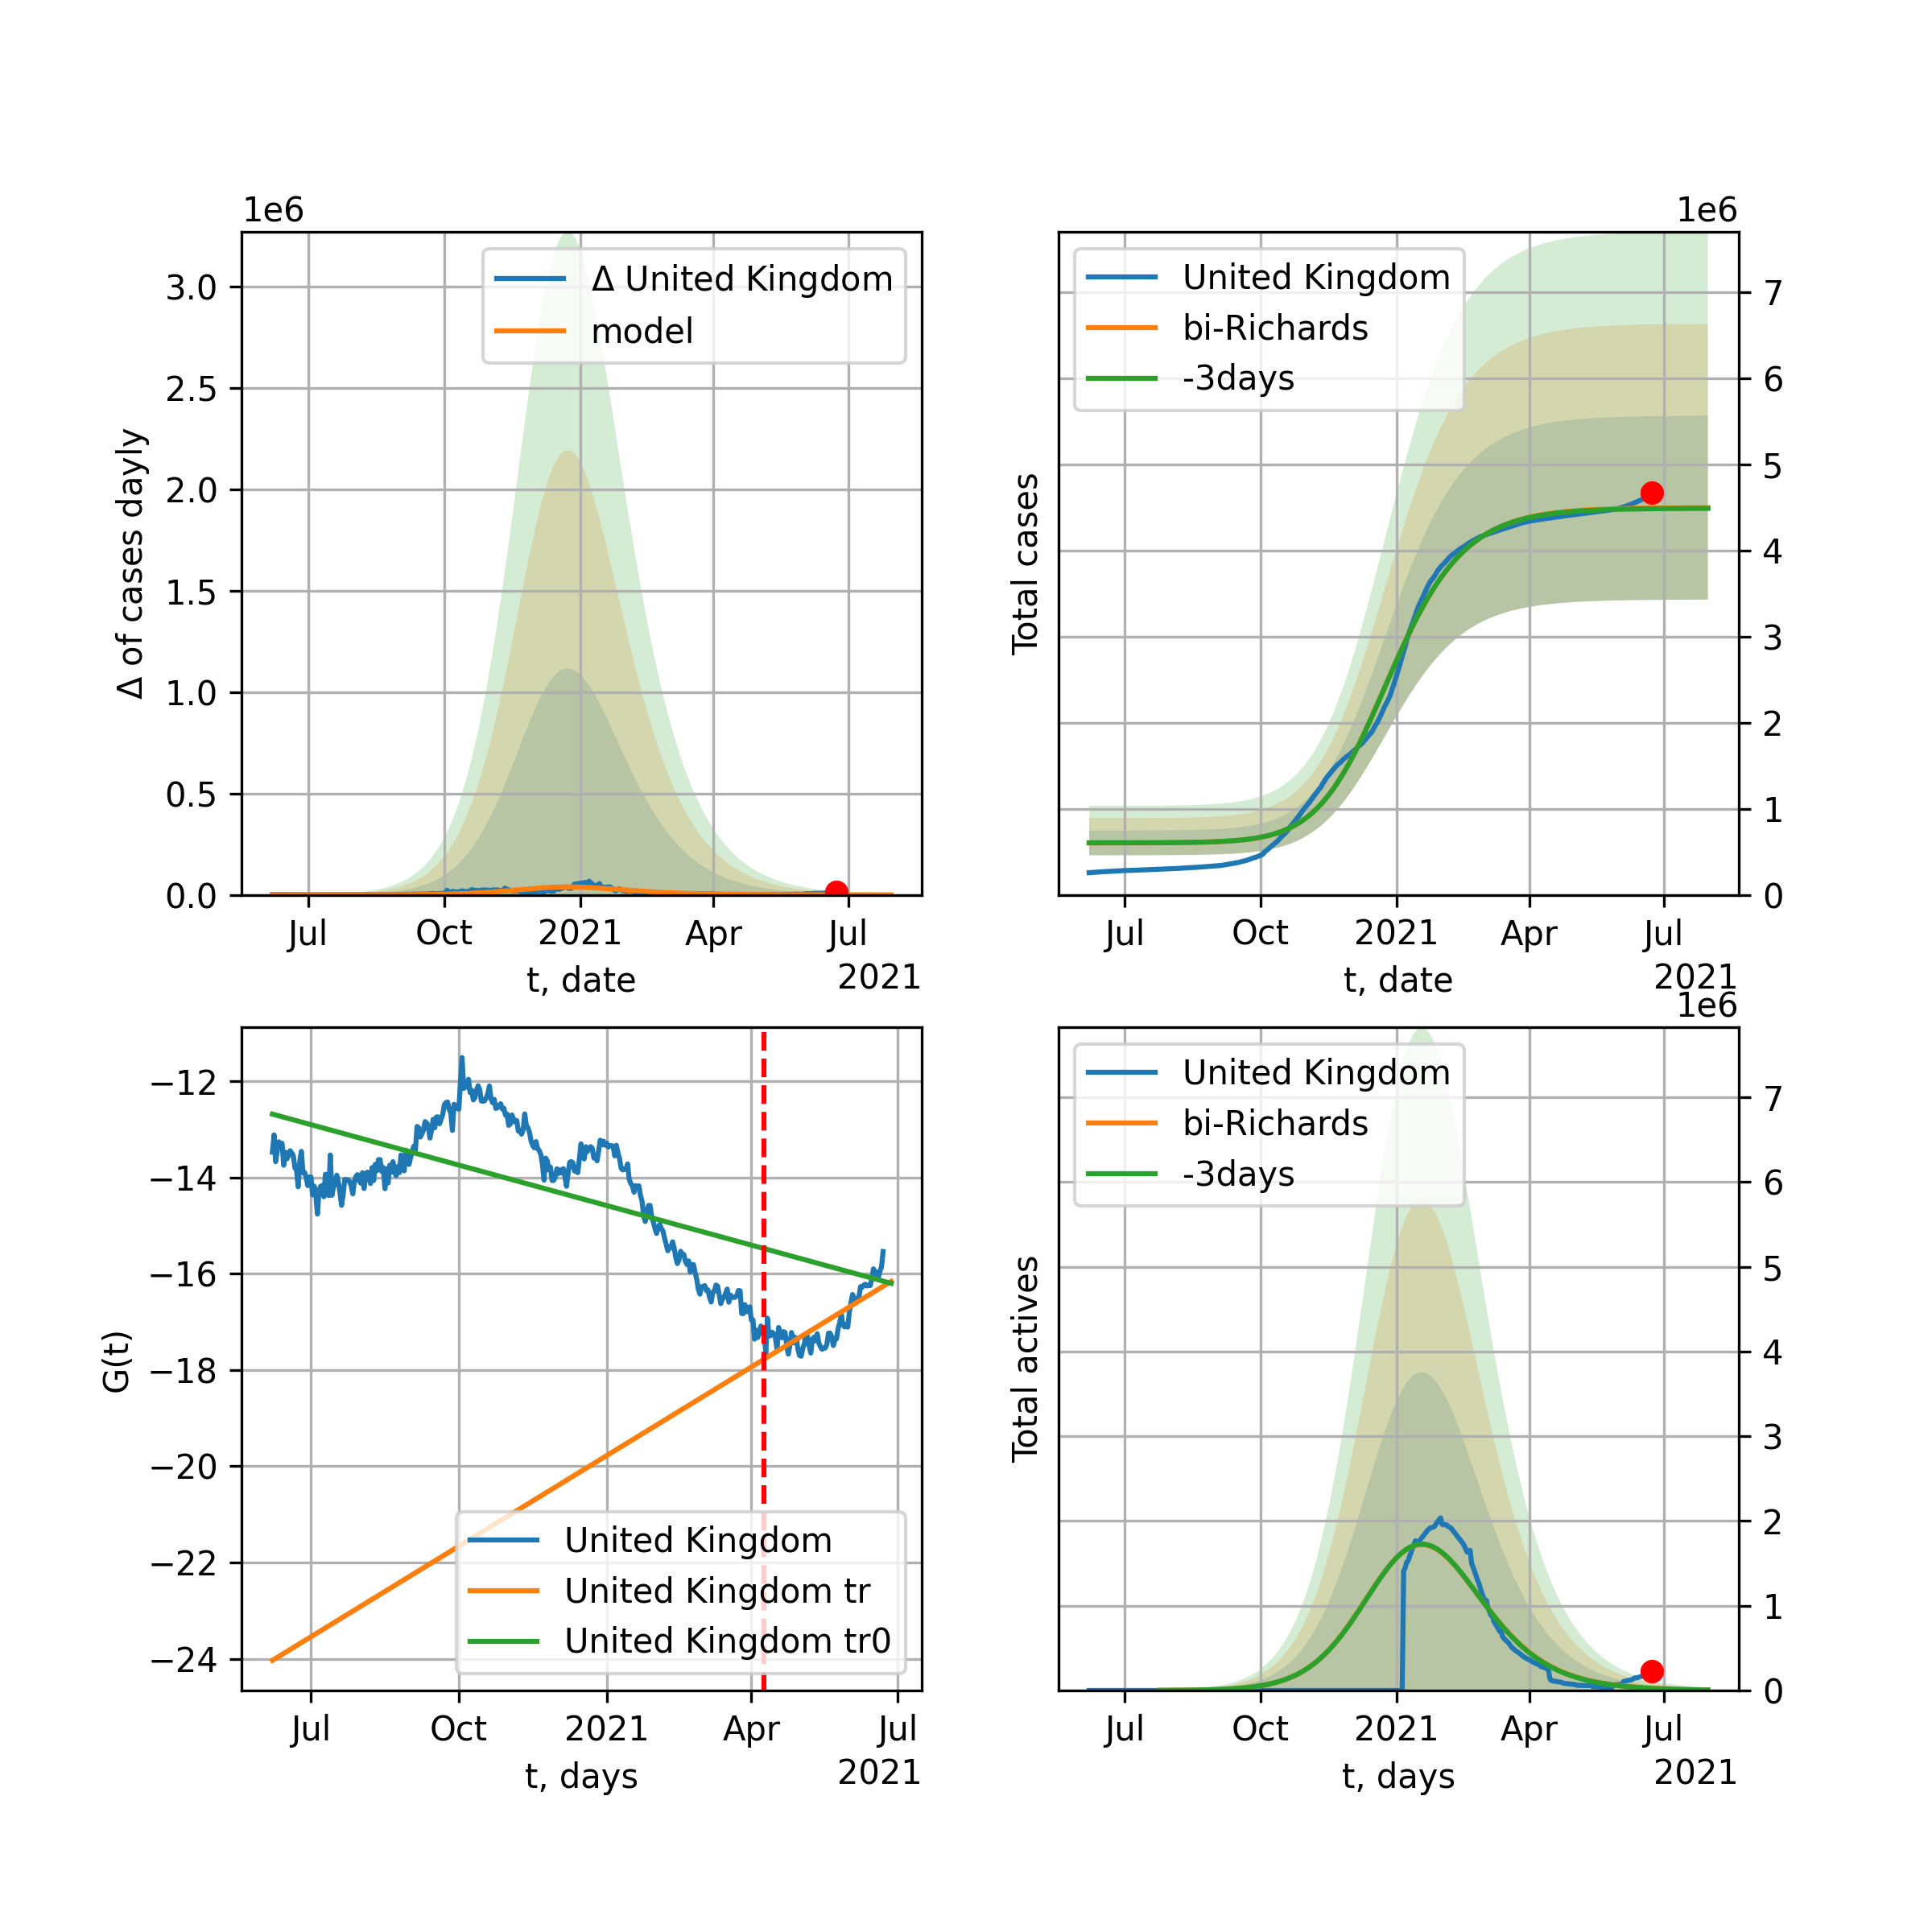 1e6
Δ of cases dayly
3.0
2.5
2.0
1.5
1.0
0.5
0.0
Δ United Kingdom
model
Jul
Oct
2021
Apr
Jul
t, date
2021
1e6
Total cases
United Kingdom
bi-Richards
-3days
7
6
5
4
3
2
1
0
Jul
Oct
2021
Apr
Jul
t, date
2021
G(t)
−12
−14
−16
−18
−20
−22
−24
United Kingdom
United Kingdom tr
United Kingdom tr0
Jul
Oct
2021
Apr
Jul
t, days
2021
1e6
Total actives
United Kingdom
bi-Richards
-3days
7
6
5
4
3
2
1
0
Jul
Oct
2021
Apr
Jul
t, days
2021